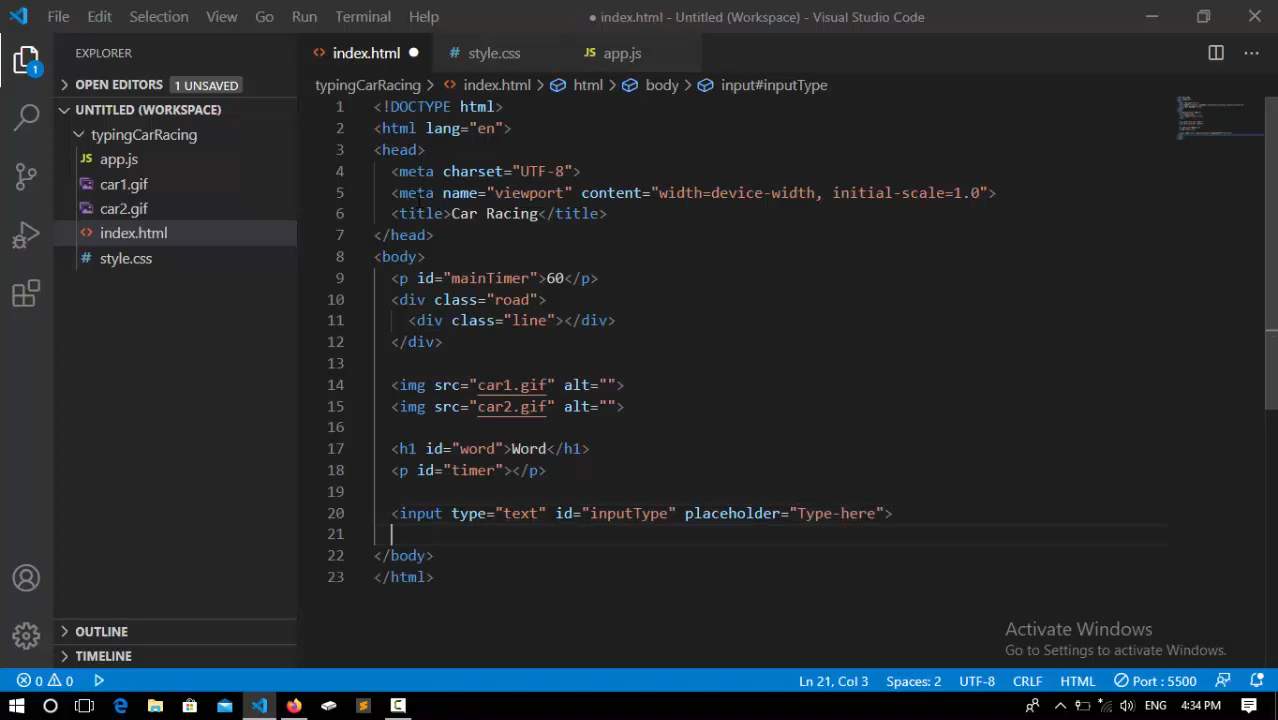 File Edit Selection View Go Run Terminal Help ● index.html - Untitled (Workspace) - Visual Studio Code
EXPLORER
index.html
style.css
JS app.js
OPEN EDITORS 1 UNSAVED
UNTITLED (WORKSPACE)
typingCarRacing
JS app.js
car1.gif
car2.gif
index.html
# style.css
OUTLINE
TIMELINE
1
typingCarRacing > index.html > html > body > input#inputType
1 <!DOCTYPE html>
2 <html lang="en">
3 <head>
4 <meta charset="UTF-8">
5 <meta name="viewport" content="width=device-width, initial-scale=1.0">
6 <title>Car Racing</title>
7 </head>
8 <body>
9 <p id="mainTimer">60</p>
10 <div class="road">
11 <div class="line"></div>
12 </div>
13
14 <img src="car1.gif" alt="">
15 <img src="car2.gif" alt="">
16
17 <h1 id="word">Word</h1>
18 <p id="timer"></p>
19
20 <input type="text" id="inputType" placeholder="Type-here">
21
22 </body>
23 </html>
Activate Windows
Go to Settings to activate Windows.
0 0 Ln 21, Col 3 Spaces: 2 UTF-8 CRLF HTML Port : 5500
ENG 4:34 PM